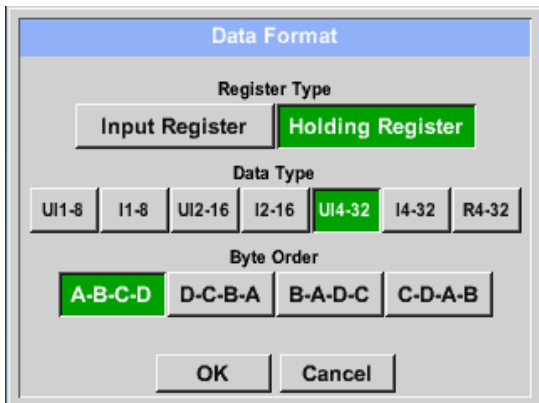 Data Format
Register Type
Input Register Holding Register
Data Type
UI1-8 I1-8 UI2-16 I2-16 UI4-32 I4-32 R4-32
Byte Order
A-B-C-D D-C-B-A B-A-D-C C-D-A-B
OK Cancel